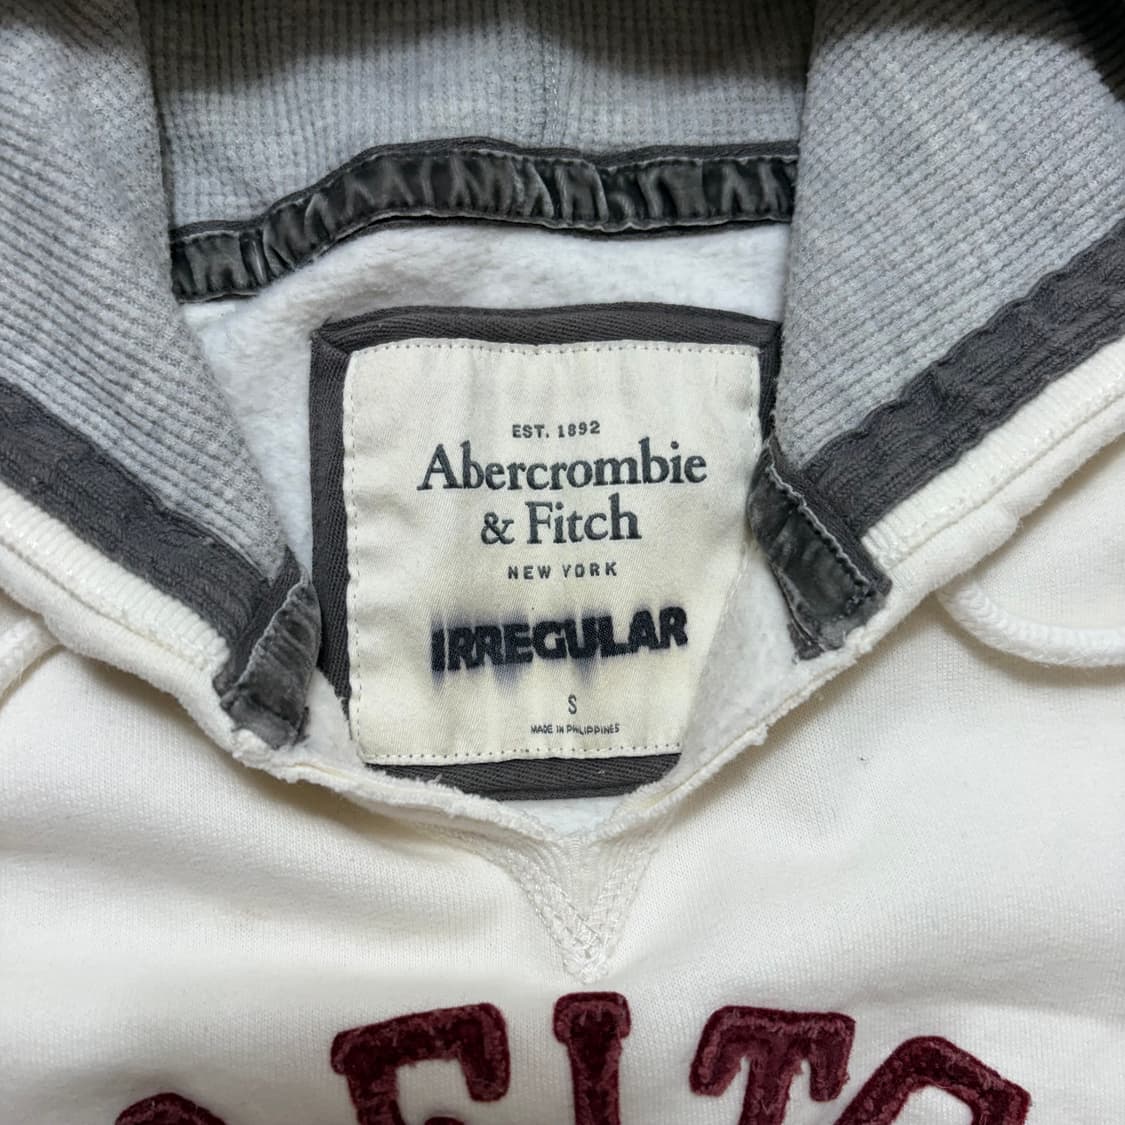 EST. 1892
Abercrombie
& Fitch
NEW YORK
IRREGULAR
S
MADE IN PHILIPPINES